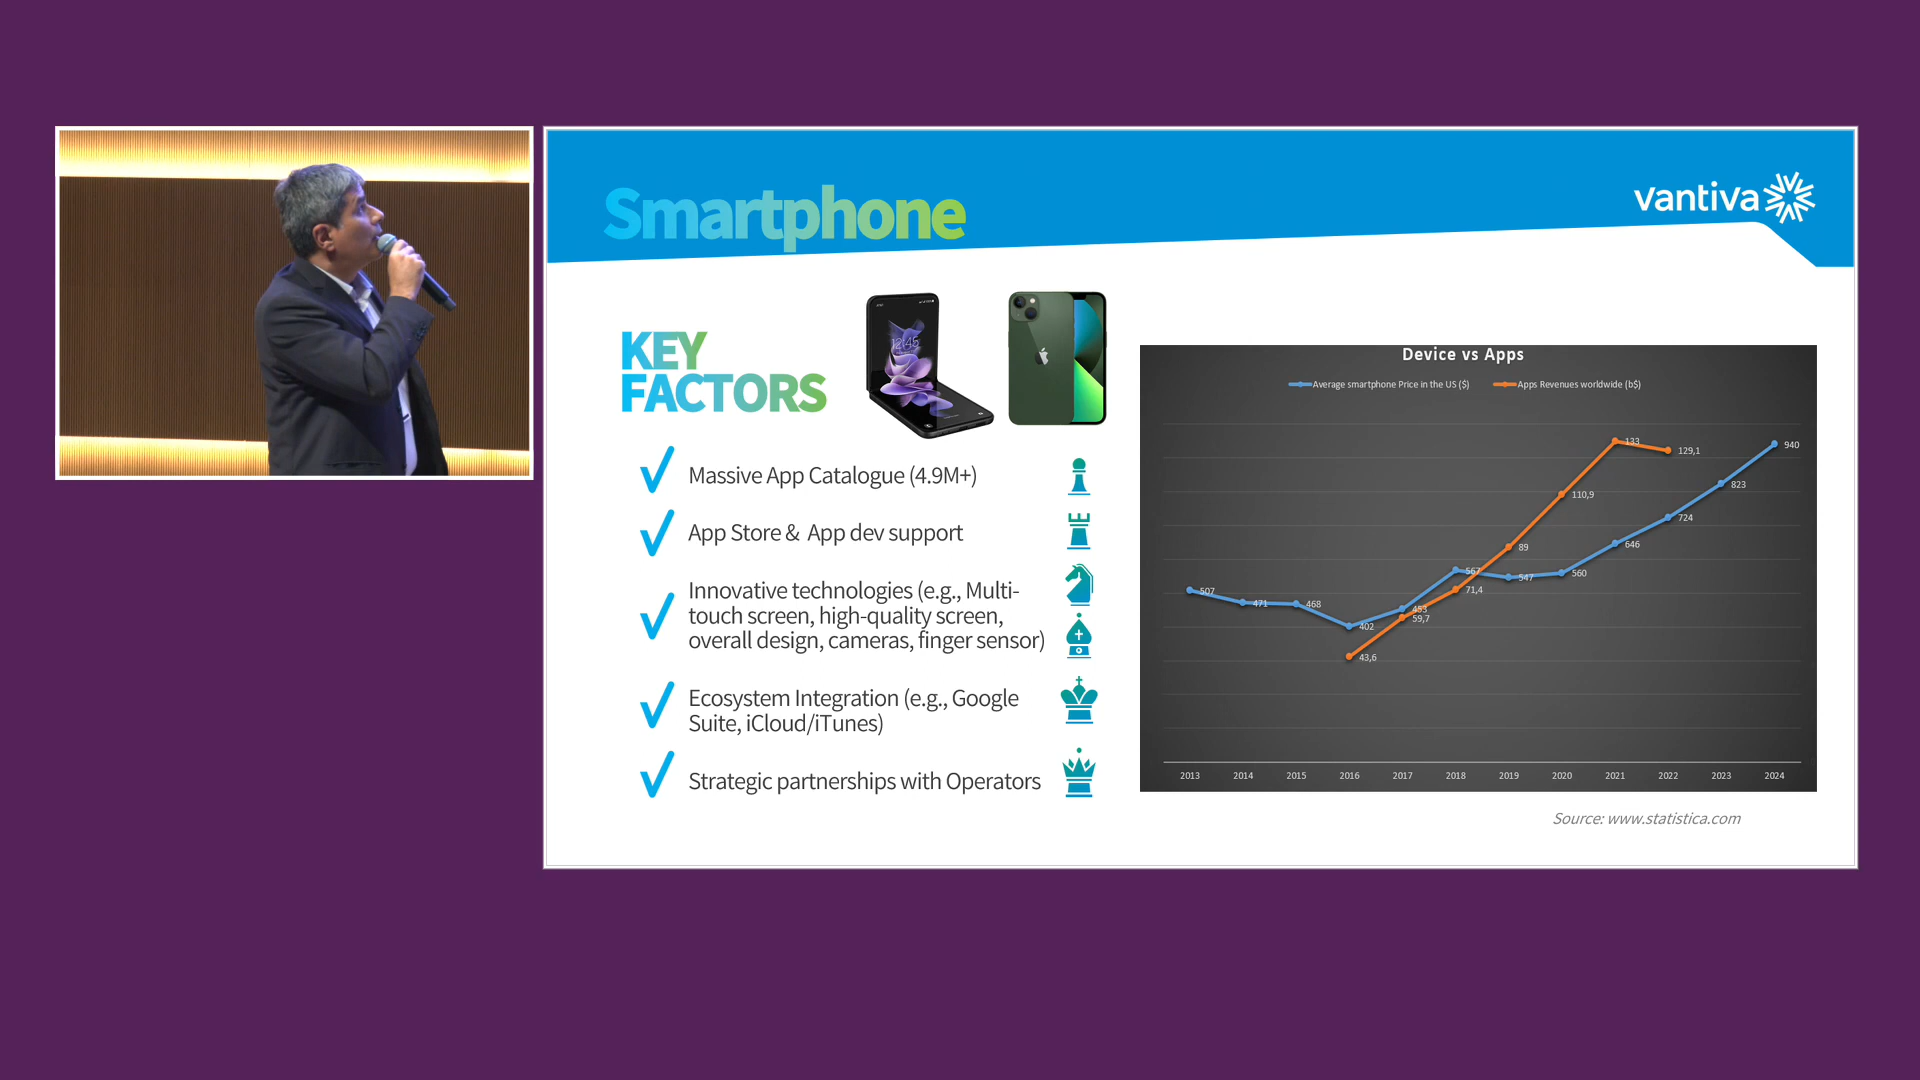 Smartphone
vantiva
KEY
FACTORS
12:45
Massive App Catalogue (4.9M+)
App Store & App dev support
Innovative technologies (e.g., Multi-
touch screen, high-quality screen,
overall design, cameras, finger sensor)
Ecosystem Integration (e.g., Google
Suite, iCloud/iTunes)
Strategic partnerships with Operators
Device vs Apps
Average smartphone Price in the US ($)
Apps Revenues worldwide (b$)
507
471
468
402
453
567
547
560
646
724
823
940
43,6
59,7
71,4
89
110,9
133
129,1
2013 2014 2015 2016 2017 2018 2019 2020 2021 2022 2023 2024
Source: www.statistica.com